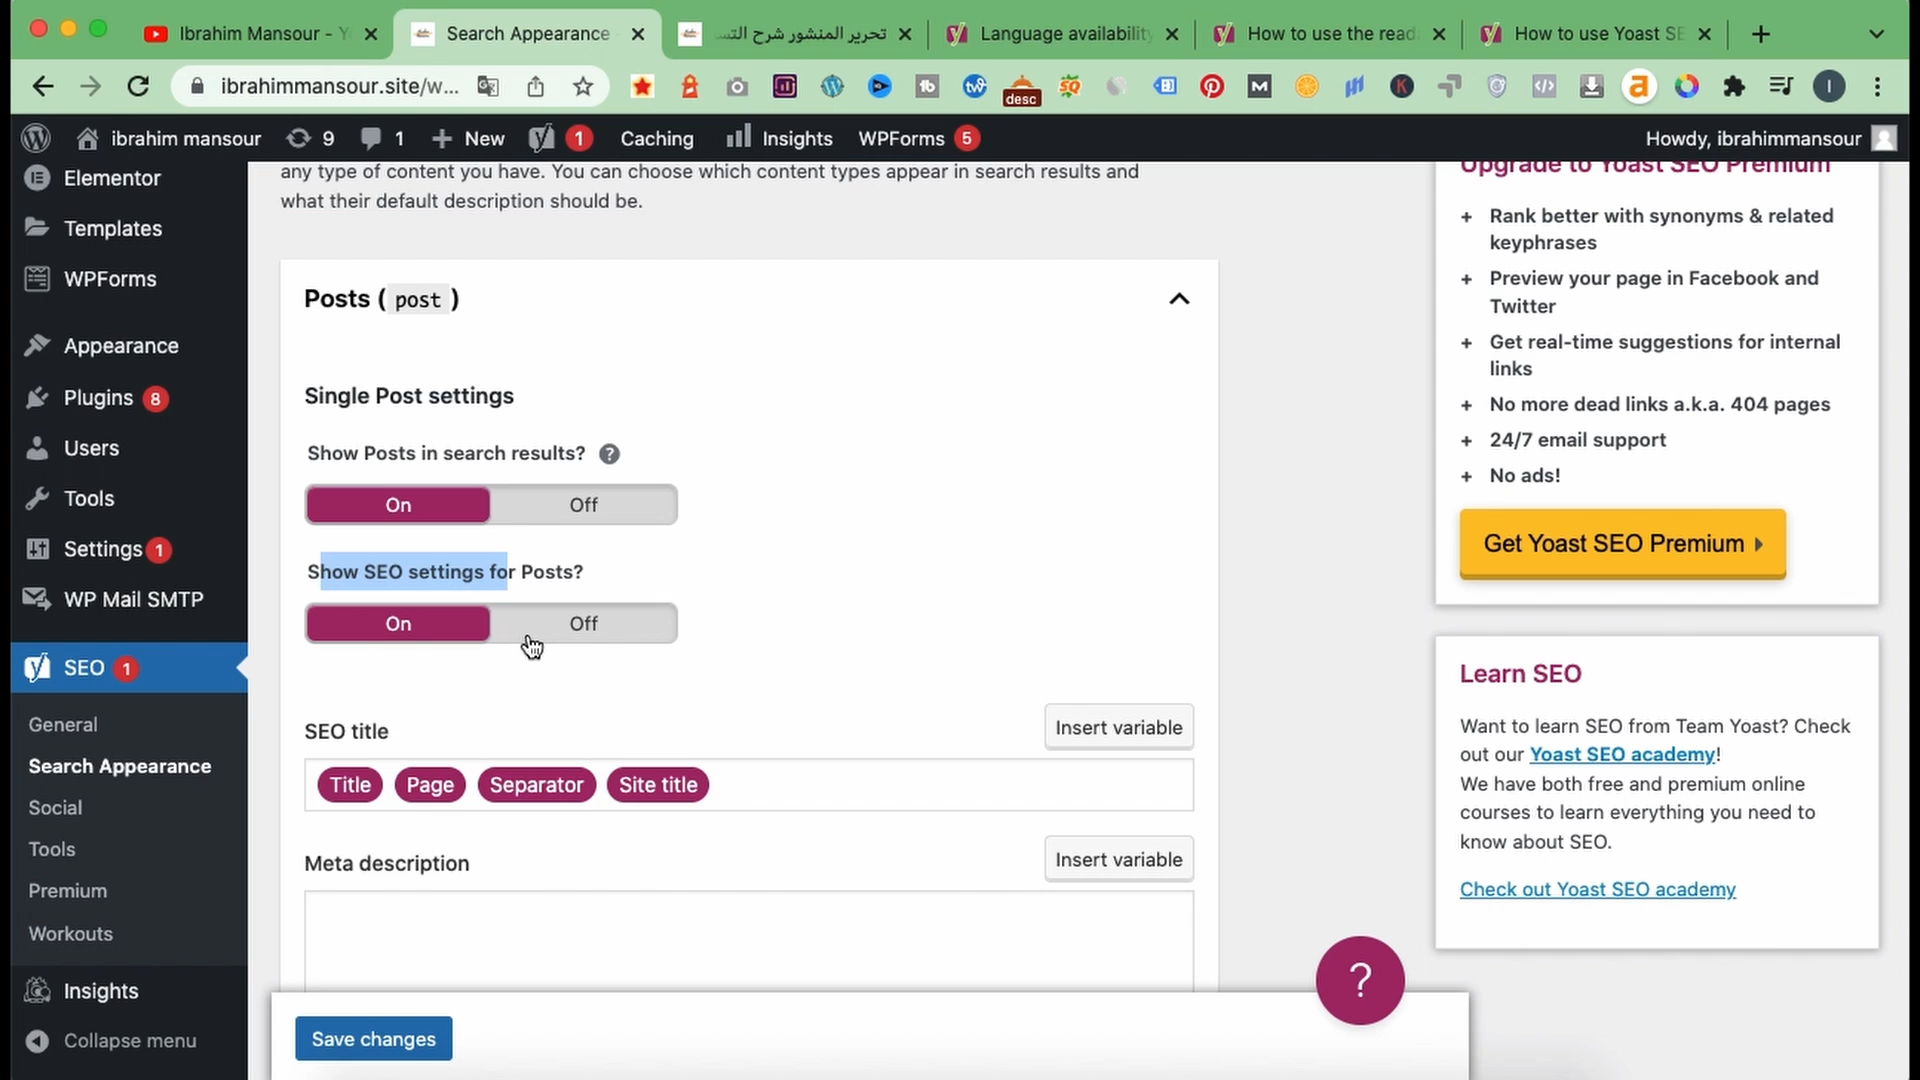 Ibrahim Mansour - Y
Search Appearance
تحرير المنشور شرح التس
Language availability
How to use the read
How to use Yoast SE
ibrahimmansour.site/w...
desc
ibrahim mansour
9
1
New
1
Caching
Insights
WPForms
5
Howdy, ibrahimmansour
Elementor
Templates
WPForms
Appearance
Plugins 8
Users
Tools
Settings 1
WP Mail SMTP
SEO 1
General
Search Appearance
Social
Tools
Premium
Workouts
Insights
Collapse menu
any type of content you have. You can choose which content types appear in search results and
what their default description should be.
Posts ( post )
Single Post settings
Show Posts in search results? ?
On
Off
Show SEO settings for Posts?
On
Off
SEO title
Insert variable
Title
Page
Separator
Site title
Meta description
Insert variable
Save changes
?
Upgrade to Yoast SEO Premium
+ Rank better with synonyms & related
keyphrases
+ Preview your page in Facebook and
Twitter
+ Get real-time suggestions for internal
links
+ No more dead links a.k.a. 404 pages
+ 24/7 email support
+ No ads!
Get Yoast SEO Premium
Learn SEO
Want to learn SEO from Team Yoast? Check
out our Yoast SEO academy!
We have both free and premium online
courses to learn everything you need to
know about SEO.
Check out Yoast SEO academy